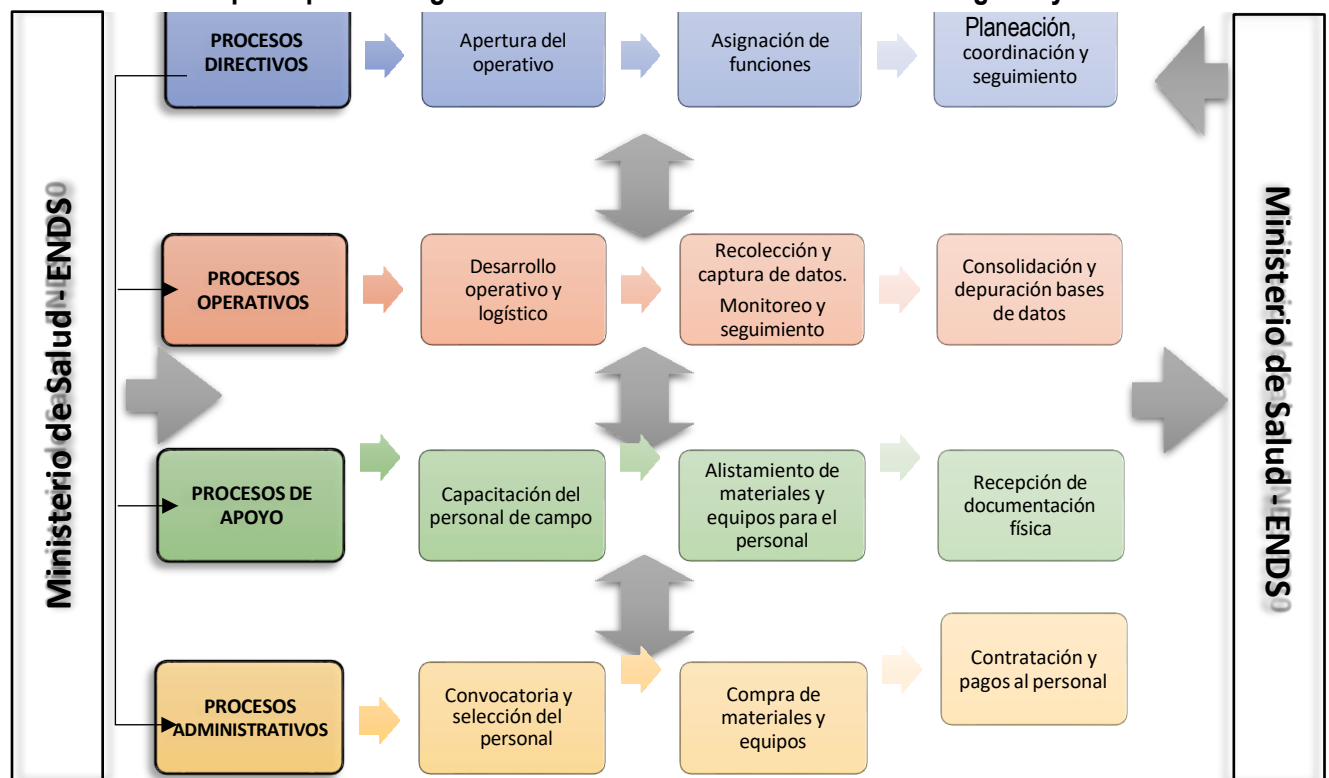 Ministerio de Salud - ENDS
PROCESOS
DIRECTIVOS
Apertura del
operativo
Asignación de
funciones
Planeación,
coordinación y
seguimiento
PROCESOS
OPERATIVOS
Desarrollo
operativo y
logístico
Recolección y
captura de datos.
Monitoreo y
seguimiento
Consolidación y
depuración bases
de datos
PROCESOS DE
APOYO
Capacitación del
personal de campo
Alistamiento de
materiales y
equipos para el
personal
Recepción de
documentación
física
PROCESOS
ADMINISTRATIVOS
Convocatoria y
selección del
personal
Compra de
materiales y
equipos
Contratación y
pagos al personal
Ministerio de Salud - ENDS